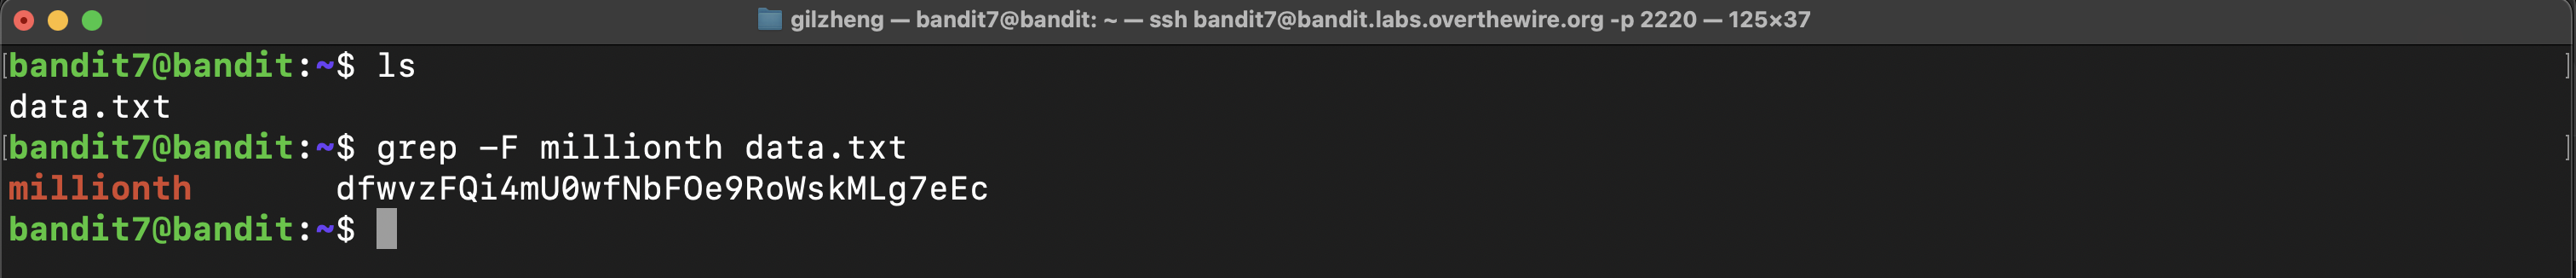 gilzheng — bandit7@bandit: ~ — ssh bandit7@bandit.labs.overthewire.org -p 2220 — 125×37
[bandit7@bandit:~$ ls ]
data.txt
[bandit7@bandit:~$ grep -F millionth data.txt ]
millionth dfwvzFQi4mU0wfNbFOe9RoWskMLg7eEc
bandit7@bandit:~$